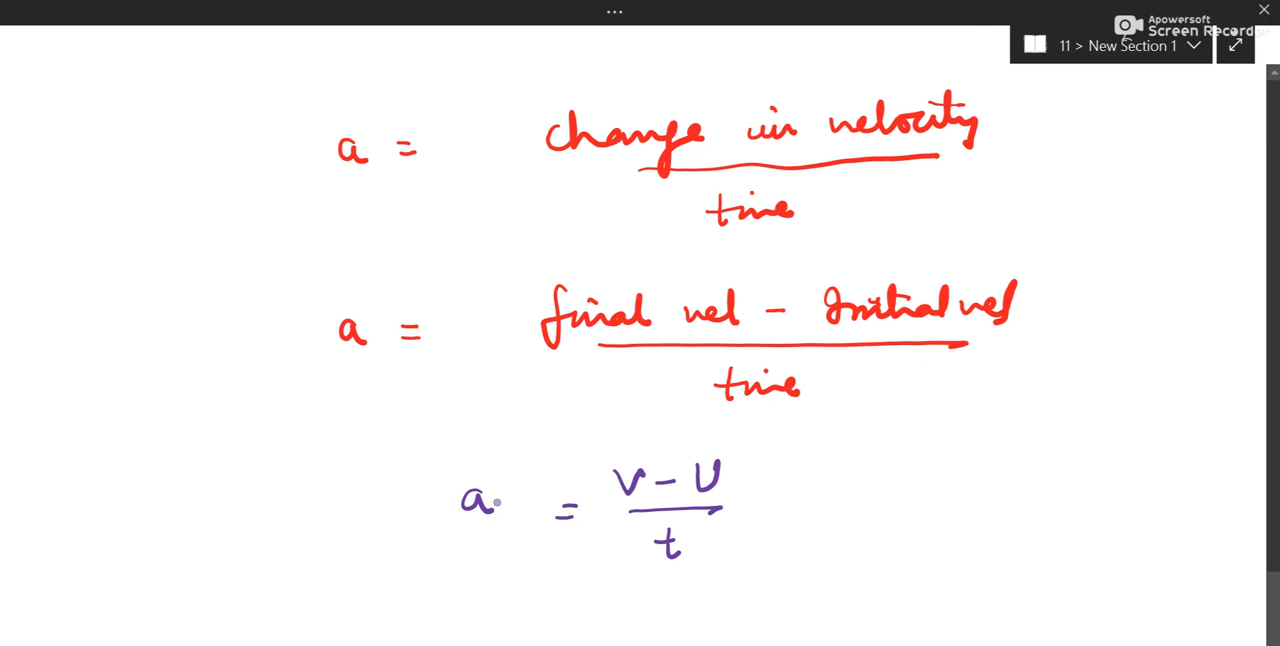 ...
Apowersoft
Screen Recorder
11 > New Section 1
a = change in velocity
time
a = final vel - Initial vel
time
a = v - u
t